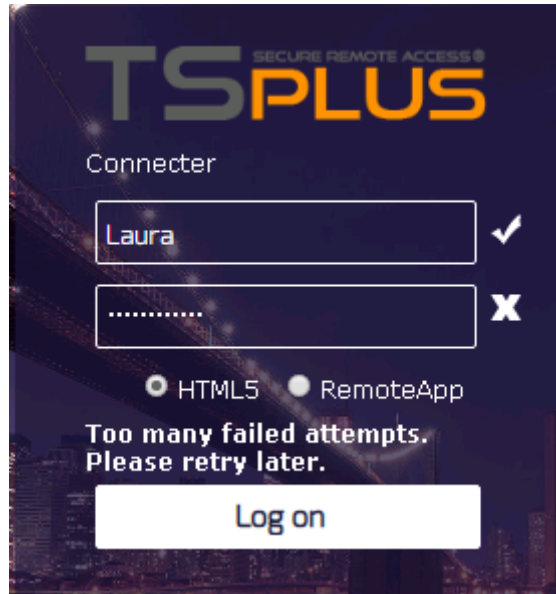 SECURE REMOTE ACCESS®
TSPLUS
Connecter
Laura
............
HTML5 RemoteApp
Too many failed attempts.
Please retry later.
Log on